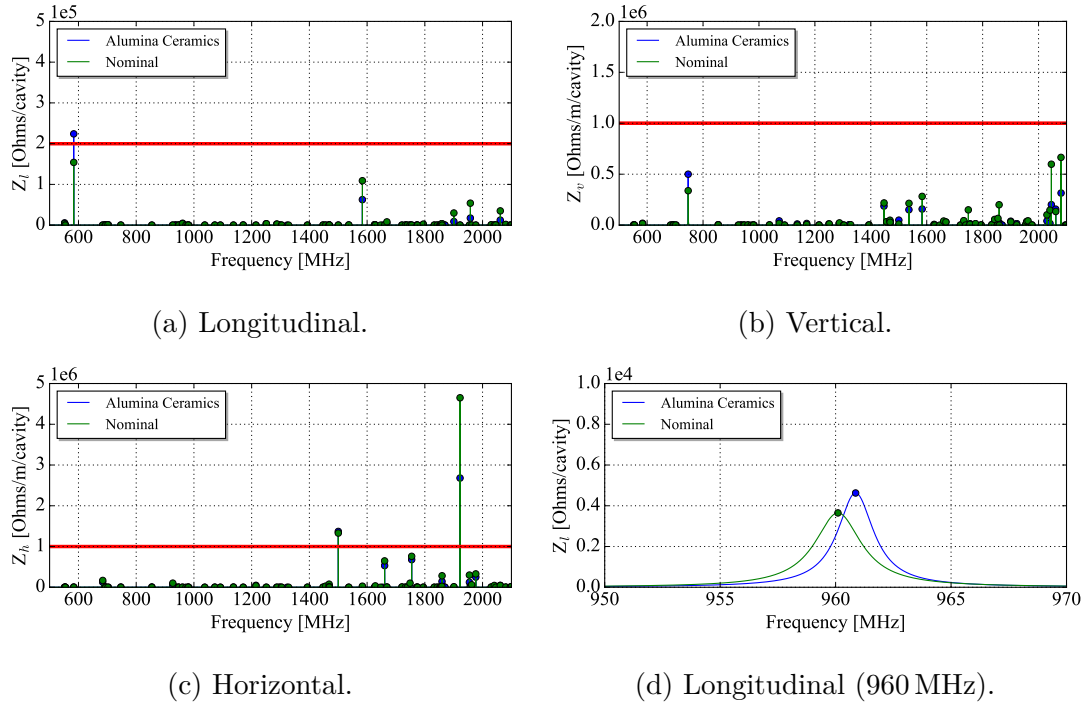 1e5
5
4
3
2
1
0
Z_l [Ohms/cavity]
Alumina Ceramics
Nominal
600 800 1000 1200 1400 1600 1800 2000
Frequency [MHz]
(a) Longitudinal.
1e6
2.0
1.5
1.0
0.5
0.0
Z_v [Ohms/m/cavity]
Alumina Ceramics
Nominal
600 800 1000 1200 1400 1600 1800 2000
Frequency [MHz]
(b) Vertical.
1e6
5
4
3
2
1
0
Z_h [Ohms/m/cavity]
Alumina Ceramics
Nominal
600 800 1000 1200 1400 1600 1800 2000
Frequency [MHz]
(c) Horizontal.
1e4
1.0
0.8
0.6
0.4
0.2
0.0
Z_l [Ohms/cavity]
Alumina Ceramics
Nominal
950 955 960 965 970
Frequency [MHz]
(d) Longitudinal (960 MHz).